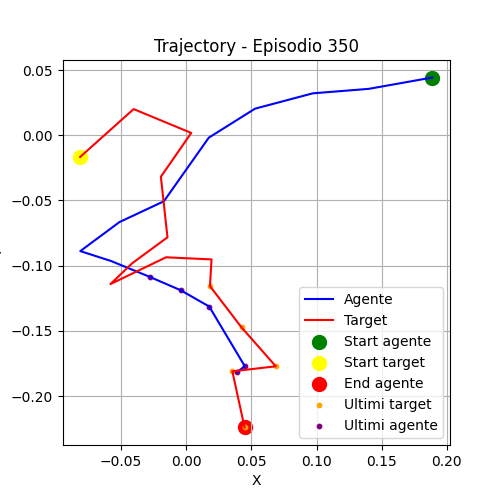 Trajectory - Episodio 350
0.05
0.00
−0.05
−0.10
−0.15
−0.20
−0.05
0.00
0.05
0.10
0.15
0.20
X
Agente
Target
Start agente
Start target
End agente
Ultimi target
Ultimi agente